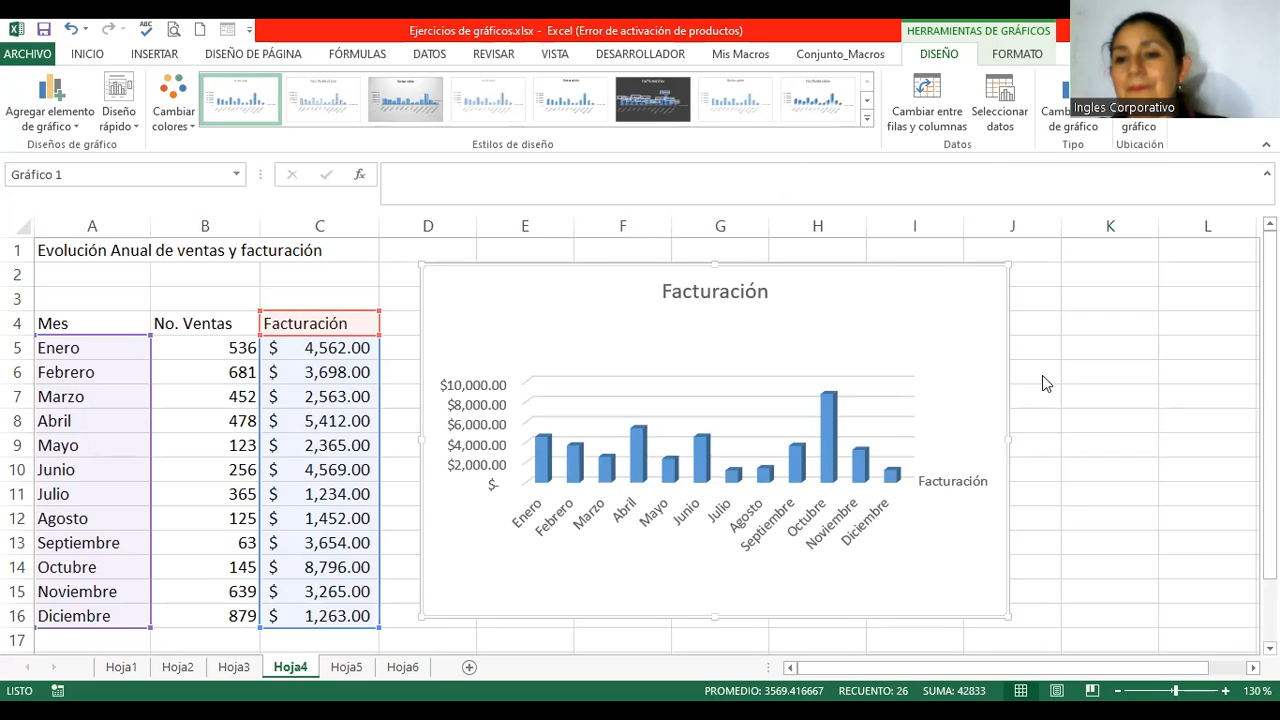 Ejercicios de gráficos.xlsx - Excel (Error de activación de productos)
HERRAMIENTAS DE GRÁFICOS
ARCHIVO INICIO INSERTAR DISEÑO DE PÁGINA FÓRMULAS DATOS REVISAR VISTA DESARROLLADOR Mis Macros Conjunto_Macros DISEÑO FORMATO
Ingles Corporativo
Agregar elemento de gráfico
Diseño rápido
Cambiar colores
Cambiar entre filas y columnas
Seleccionar datos
de gráfico
gráfico
Diseños de gráfico
Estilos de diseño
Datos
Tipo
Ubicación
Gráfico 1
fx
A B C D E F G H I J K L
1 Evolución Anual de ventas y facturación
2
3
4 Mes No. Ventas Facturación
5 Enero 536 $ 4,562.00
6 Febrero 681 $ 3,698.00
7 Marzo 452 $ 2,563.00
8 Abril 478 $ 5,412.00
9 Mayo 123 $ 2,365.00
10 Junio 256 $ 4,569.00
11 Julio 365 $ 1,234.00
12 Agosto 125 $ 1,452.00
13 Septiembre 63 $ 3,654.00
14 Octubre 145 $ 8,796.00
15 Noviembre 639 $ 3,265.00
16 Diciembre 879 $ 1,263.00
17
Facturación
$10,000.00
$8,000.00
$6,000.00
$4,000.00
$2,000.00
$-
Enero Febrero Marzo Abril Mayo Junio Julio Agosto Septiembre Octubre Noviembre Diciembre
Facturación
Hoja1 Hoja2 Hoja3 Hoja4 Hoja5 Hoja6
LISTO PROMEDIO: 3569.416667 RECUENTO: 26 SUMA: 42833 130 %